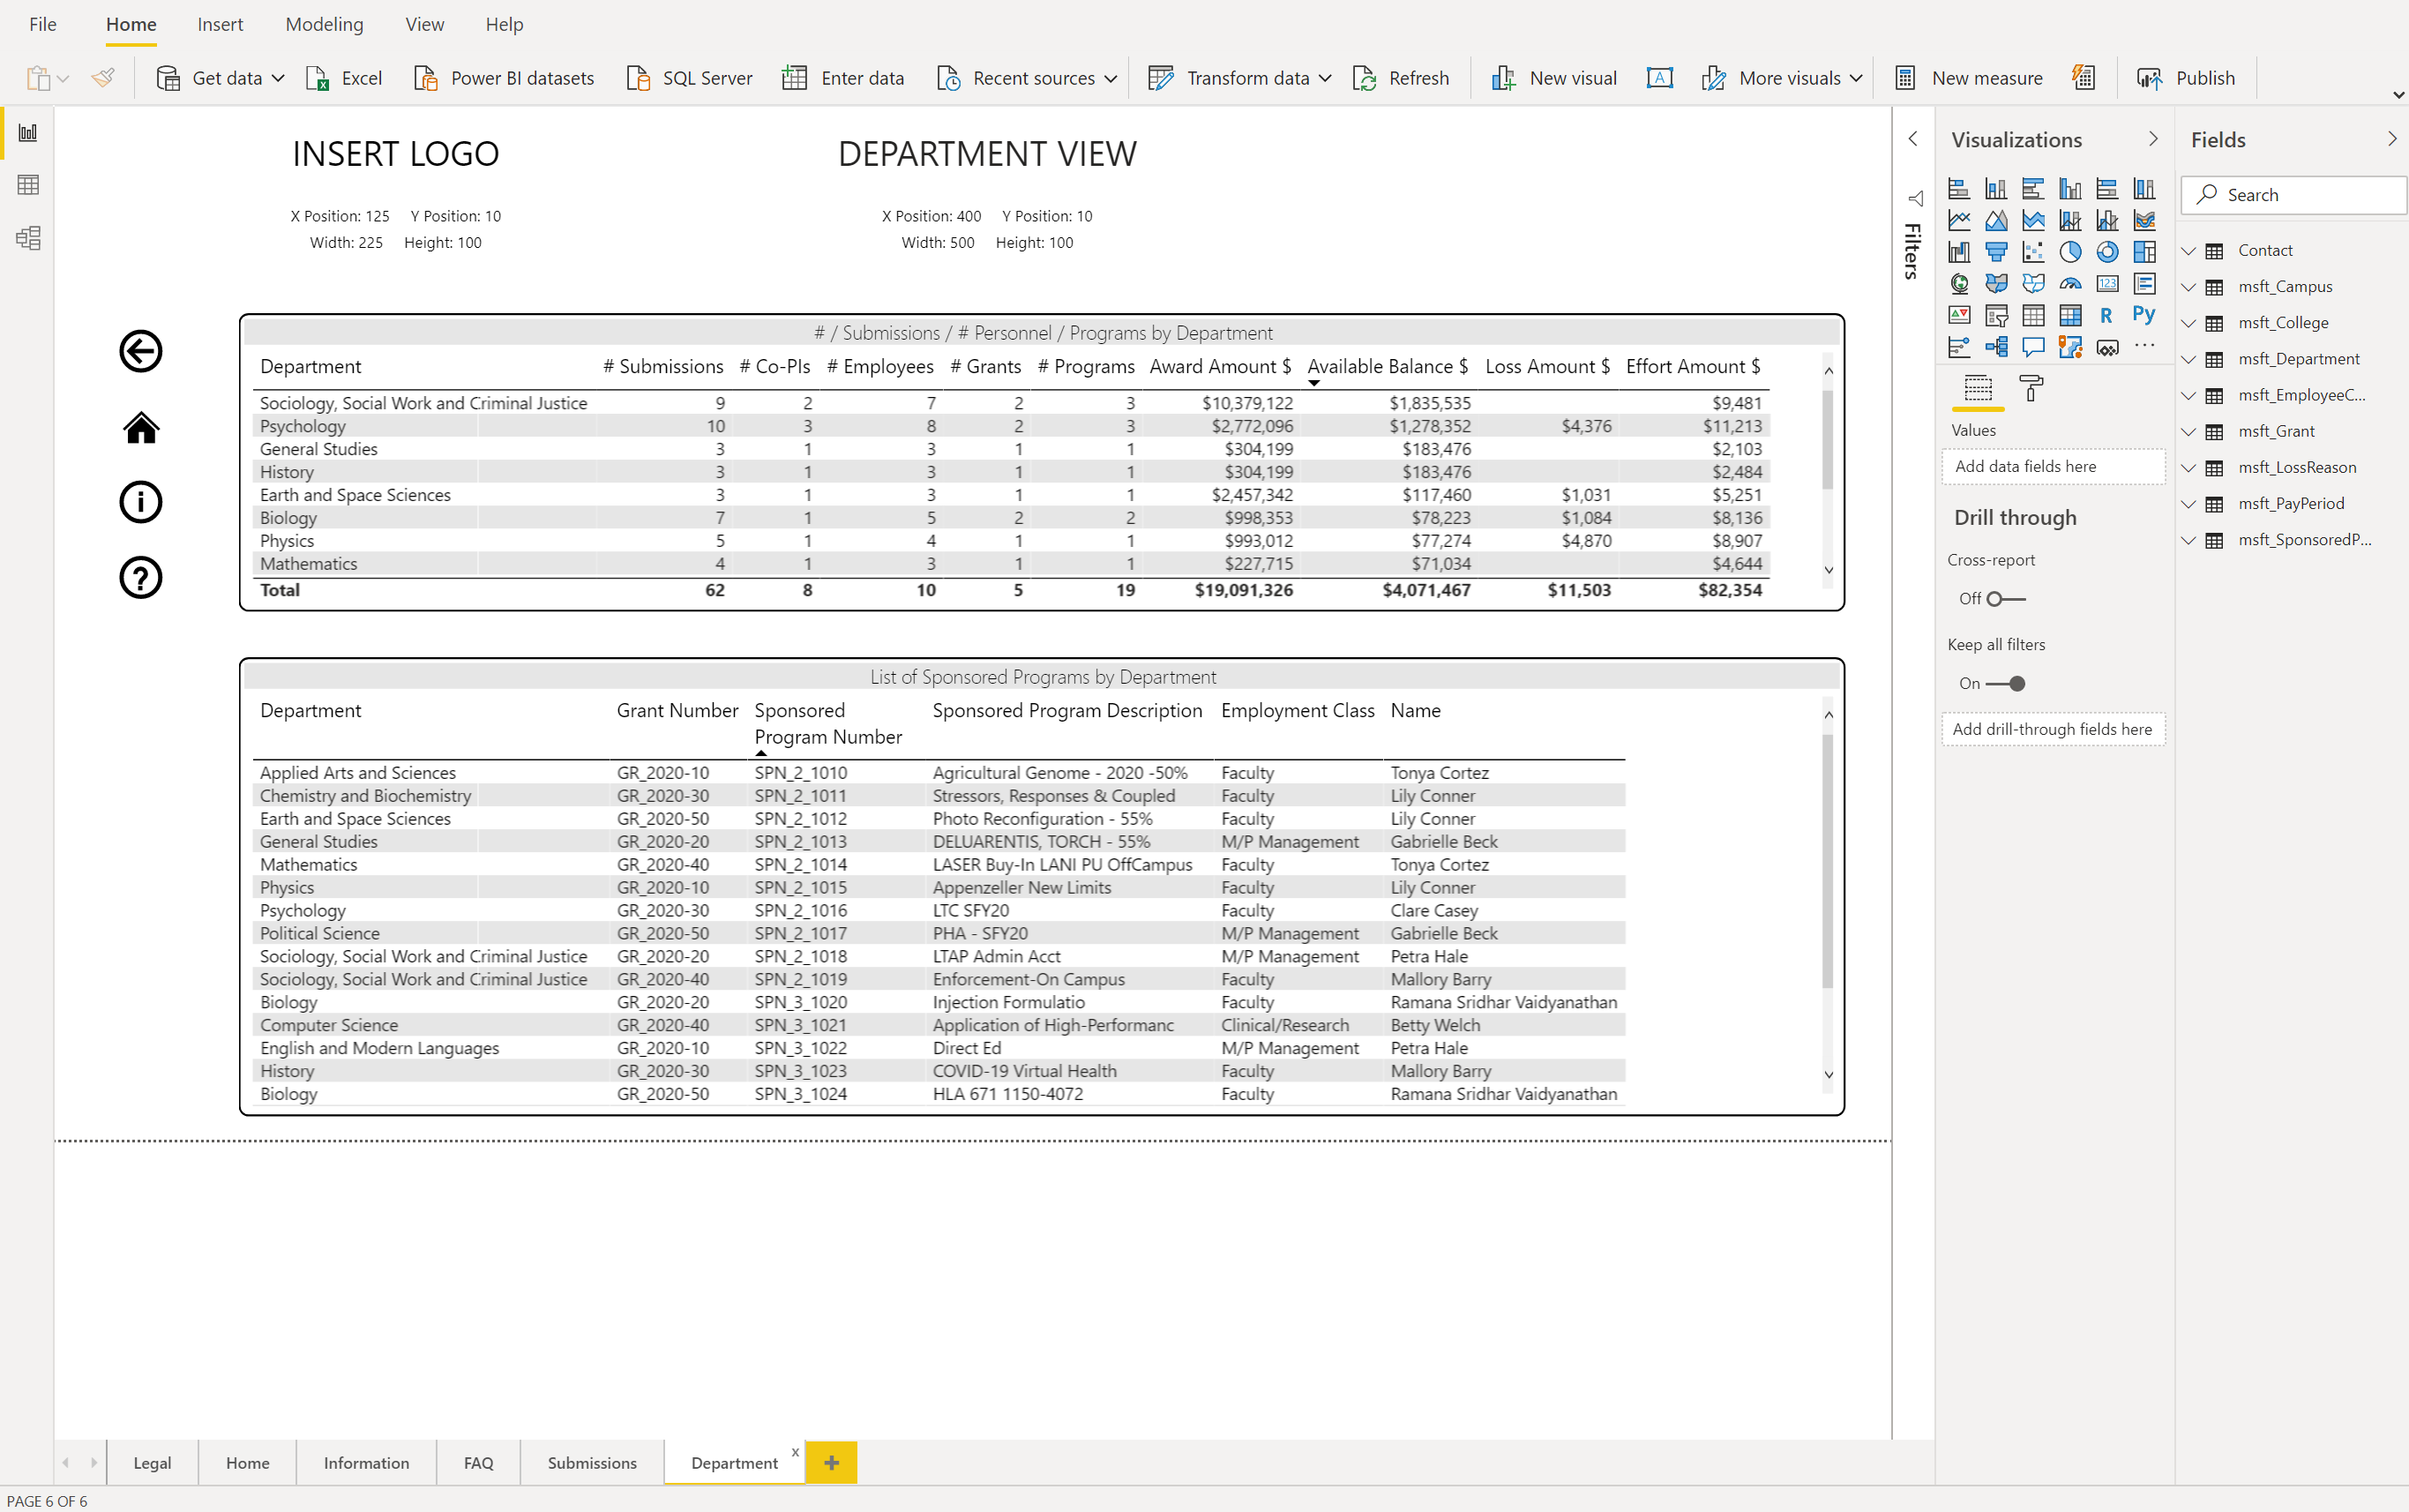 File Home Insert Modeling View Help
Get data Excel Power BI datasets SQL Server Enter data Recent sources Transform data Refresh New visual A More visuals New measure Publish
INSERT LOGO
X Position: 125 Y Position: 10
Width: 225 Height: 100
DEPARTMENT VIEW
X Position: 400 Y Position: 10
Width: 500 Height: 100
# / Submissions / # Personnel / Programs by Department
Department # Submissions # Co-PIs # Employees # Grants # Programs Award Amount $ Available Balance $ Loss Amount $ Effort Amount $
Sociology, Social Work and Criminal Justice 9 2 7 2 3 $10,379,122 $1,835,535 $9,481
Psychology 10 3 8 2 3 $2,772,096 $1,278,352 $4,376 $11,213
General Studies 3 1 3 1 1 $304,199 $183,476 $2,103
History 3 1 3 1 1 $304,199 $183,476 $2,484
Earth and Space Sciences 3 1 3 1 1 $2,457,342 $117,460 $1,031 $5,251
Biology 7 1 5 2 2 $998,353 $78,223 $1,084 $8,136
Physics 5 1 4 1 1 $993,012 $77,274 $4,870 $8,907
Mathematics 4 1 3 1 1 $227,715 $71,034 $4,644
Total 62 8 10 5 19 $19,091,326 $4,071,467 $11,503 $82,354
List of Sponsored Programs by Department
Department Grant Number Sponsored Program Description Employment Class Name
Program Number
Applied Arts and Sciences GR_2020-10 SPN_2_1010 Agricultural Genome - 2020 -50% Faculty Tonya Cortez
Chemistry and Biochemistry GR_2020-30 SPN_2_1011 Stressors, Responses & Coupled Faculty Lily Conner
Earth and Space Sciences GR_2020-50 SPN_2_1012 Photo Reconfiguration - 55% Faculty Lily Conner
General Studies GR_2020-20 SPN_2_1013 DELUARENTIS, TORCH - 55% M/P Management Gabrielle Beck
Mathematics GR_2020-40 SPN_2_1014 LASER Buy-In LANI PU OffCampus Faculty Tonya Cortez
Physics GR_2020-10 SPN_2_1015 Appenzeller New Limits Faculty Lily Conner
Psychology GR_2020-30 SPN_2_1016 LTC SFY20 Faculty Clare Casey
Political Science GR_2020-50 SPN_2_1017 PHA - SFY20 M/P Management Gabrielle Beck
Sociology, Social Work and Criminal Justice GR_2020-20 SPN_2_1018 LTAP Admin Acct M/P Management Petra Hale
Sociology, Social Work and Criminal Justice GR_2020-40 SPN_2_1019 Enforcement-On Campus Faculty Mallory Barry
Biology GR_2020-20 SPN_3_1020 Injection Formulatio Faculty Ramana Sridhar Vaidyanathan
Computer Science GR_2020-40 SPN_3_1021 Application of High-Performanc Clinical/Research Betty Welch
English and Modern Languages GR_2020-10 SPN_3_1022 Direct Ed M/P Management Petra Hale
History GR_2020-30 SPN_3_1023 COVID-19 Virtual Health Faculty Mallory Barry
Biology GR_2020-50 SPN_3_1024 HLA 671 1150-4072 Faculty Ramana Sridhar Vaidyanathan
Filters
Visualizations
123
R Py
Values
Add data fields here
Drill through
Cross-report
Off
Keep all filters
On
Add drill-through fields here
Fields
Search
Contact
msft_Campus
msft_College
msft_Department
msft_EmployeeC...
msft_Grant
msft_LossReason
msft_PayPeriod
msft_SponsoredP...
Legal Home Information FAQ Submissions Department x +
PAGE 6 OF 6